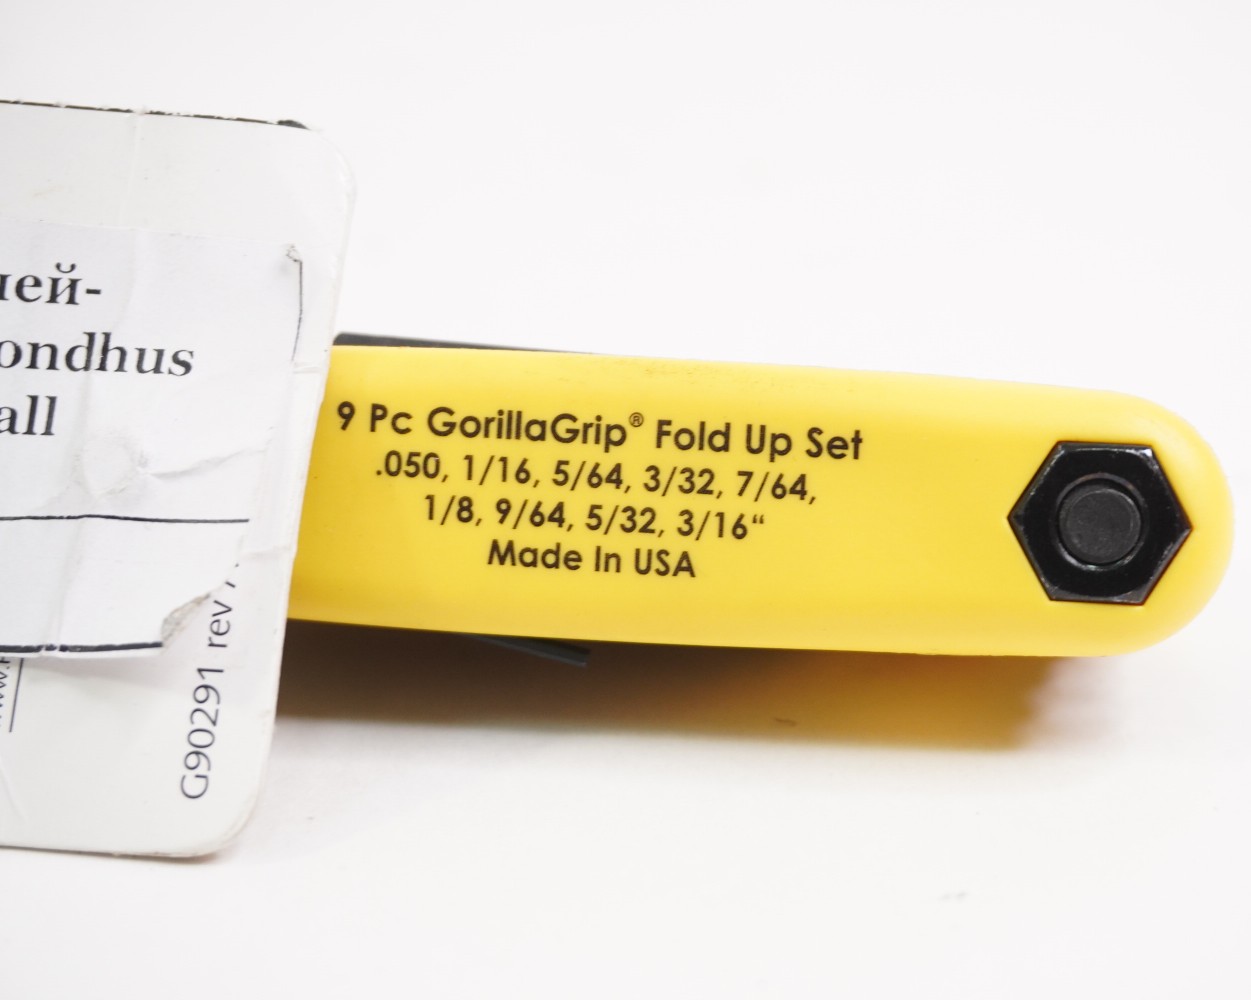 9 Pc GorillaGrip® Fold Up Set
.050, 1/16, 5/64, 3/32, 7/64,
1/8, 9/64, 5/32, 3/16“
Made In USA
ей-
ondhus
all
G90291 rev